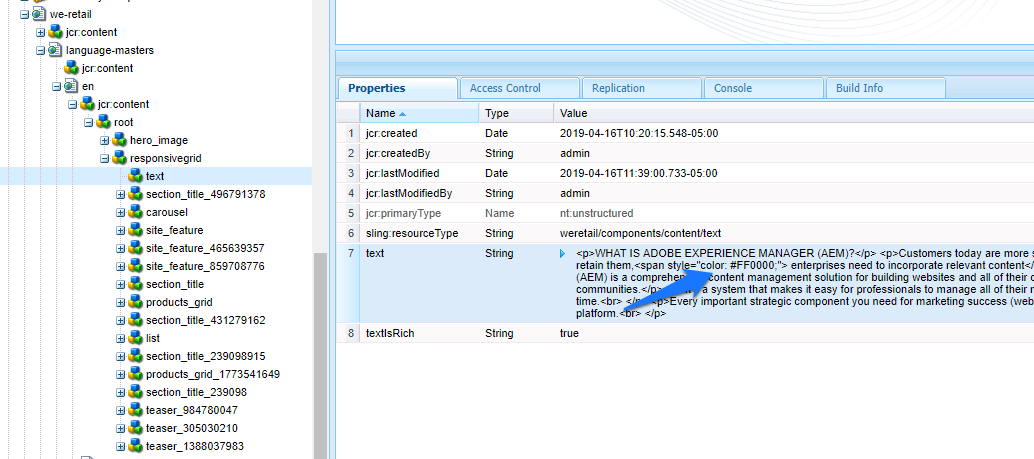 we-retail
jcr:content
language-masters
jcr:content
en
jcr:content
root
hero_image
responsivegrid
text
section_title_496791378
carousel
site_feature
site_feature_465639357
site_feature_859708776
section_title
products_grid
section_title_431279162
list
section_title_239098915
products_grid_1773541649
section_title_239098
teaser_984780047
teaser_305030210
teaser_1388037983
Properties Access Control Replication Console Build Info
Name Type Value
1 jcr:created Date 2019-04-16T10:20:15.548-05:00
2 jcr:createdBy String admin
3 jcr:lastModified Date 2019-04-16T11:39:00.733-05:00
4 jcr:lastModifiedBy String admin
5 jcr:primaryType Name nt:unstructured
6 sling:resourceType String weretail/components/content/text
7 text String <p>WHAT IS ADOBE EXPERIENCE MANAGER (AEM)?</p> <p>Customers today are more s
retain them,<span style="color: #FF0000;"> enterprises need to incorporate relevant content</
(AEM) is a content management solution for building websites and all of their c
communities.</p> a system that makes it easy for professionals to manage all of their m
time.<br> </ <p>Every important strategic component you need for marketing success (web
platform.<br> </p>
8 textIsRich String true